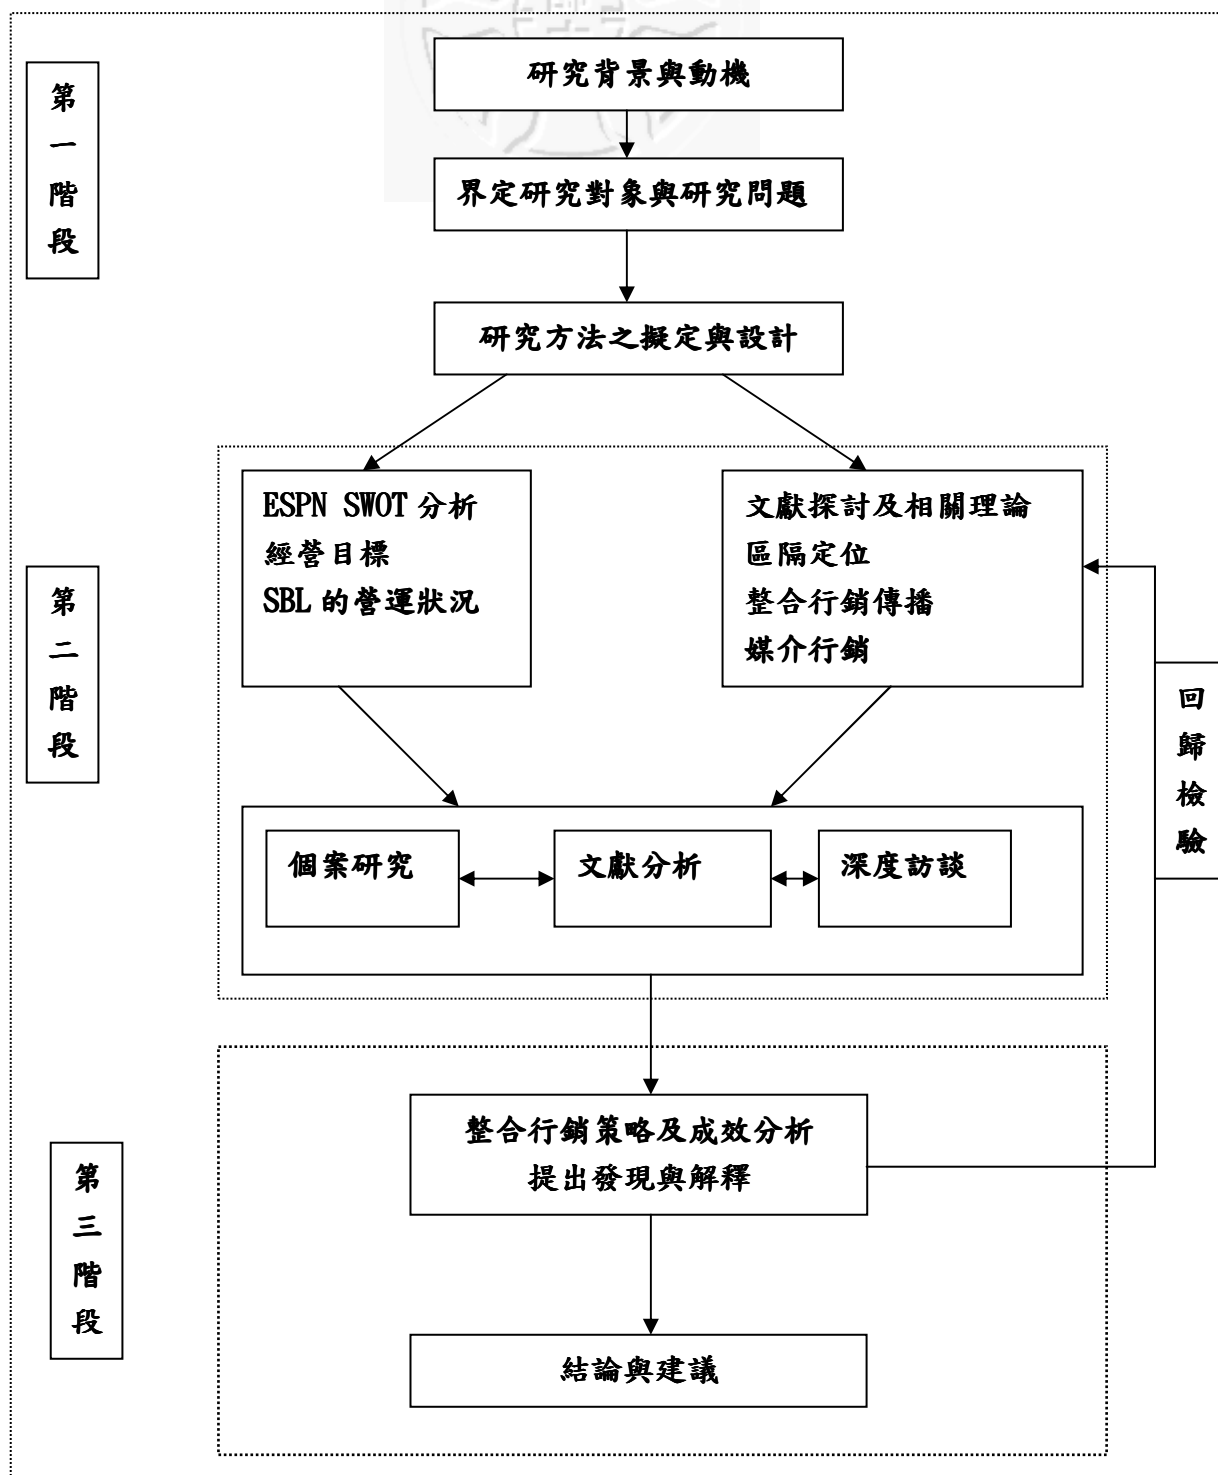 第一階段
研究背景與動機
界定研究對象與研究問題
研究方法之擬定與設計
第二階段
ESPN SWOT 分析
經營目標
SBL 的營運狀況
文獻探討及相關理論
區隔定位
整合行銷傳播
媒介行銷
回歸檢驗
個案研究
文獻分析
深度訪談
第三階段
整合行銷策略及成效分析
提出發現與解釋
結論與建議